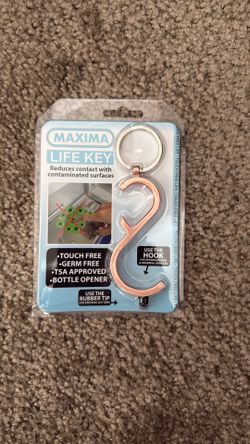 MAXIMA
LIFE KEY
Reduces contact with
contaminated surfaces
•TOUCH FREE
•GERM FREE
•TSA APPROVED
•BOTTLE OPENER
USE THE
HOOK
USE THE
RUBBER TIP